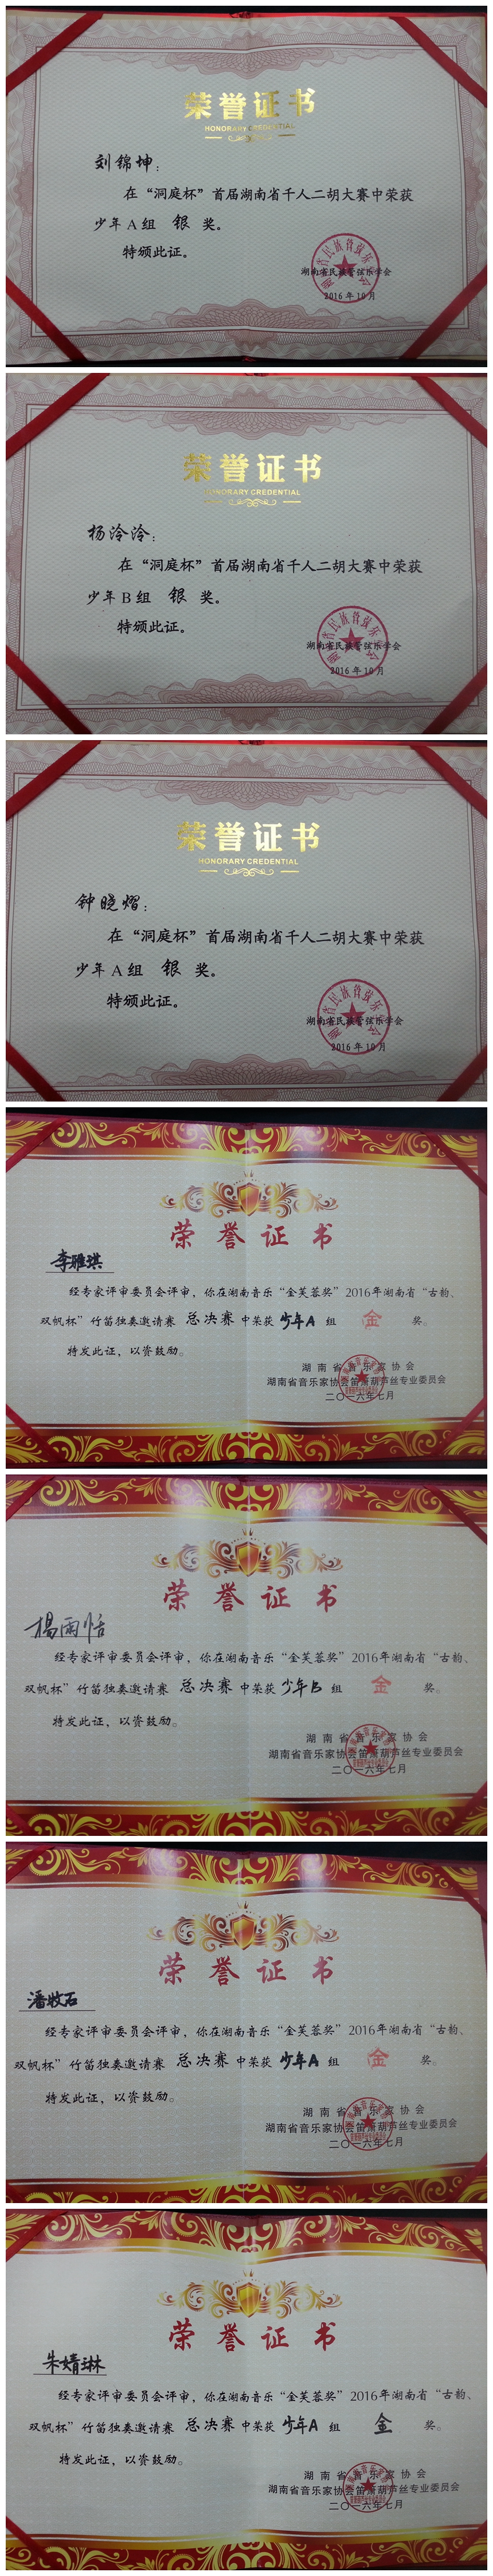 荣誉证书
HONORARY CREDENTIAL
刘锦坤：
在“洞庭杯”首届湖南省千人二胡大赛中荣获
少年 A 组 银 奖。
特颁此证。
湖南省民族管弦乐学会
2016 年 10 月
荣誉证书
HONORARY CREDENTIAL
杨泠泠：
在“洞庭杯”首届湖南省千人二胡大赛中荣获
少年 B 组 银 奖。
特颁此证。
湖南省民族管弦乐学会
2016 年 10 月
荣誉证书
HONORARY CREDENTIAL
钟晓熠：
在“洞庭杯”首届湖南省千人二胡大赛中荣获
少年 A 组 银 奖。
特颁此证。
湖南省民族管弦乐学会
2016 年 10 月
荣誉证书
李雅琪
经专家评审委员会评审，你在湖南音乐“金芙蓉奖”2016年湖南省“古韵、
双帆杯”竹笛独奏邀请赛 总决赛 中荣获 少年A 组 金 奖。
特发此证，以资鼓励。
湖南省音乐家协会
湖南省音乐家协会笛箫葫芦丝专业委员会
二〇一六年七月
荣誉证书
楊雨恬
经专家评审委员会评审，你在湖南音乐“金芙蓉奖”2016年湖南省“古韵、
双帆杯”竹笛独奏邀请赛 总决赛 中荣获 少年B 组 金 奖。
特发此证，以资鼓励。
湖南省音乐家协会
湖南省音乐家协会笛箫葫芦丝专业委员会
二〇一六年七月
荣誉证书
潘牧石
经专家评审委员会评审，你在湖南音乐“金芙蓉奖”2016年湖南省“古韵、
双帆杯”竹笛独奏邀请赛 总决赛 中荣获 少年A 组 金 奖。
特发此证，以资鼓励。
湖南省音乐家协会
湖南省音乐家协会笛箫葫芦丝专业委员会
二〇一六年七月
荣誉证书
朱婧琳
经专家评审委员会评审，你在湖南音乐“金芙蓉奖”2016年湖南省“古韵、
双帆杯”竹笛独奏邀请赛 总决赛 中荣获 少年A 组 金 奖。
特发此证，以资鼓励。
湖南省音乐家协会
湖南省音乐家协会笛箫葫芦丝专业委员会
二〇一六年七月